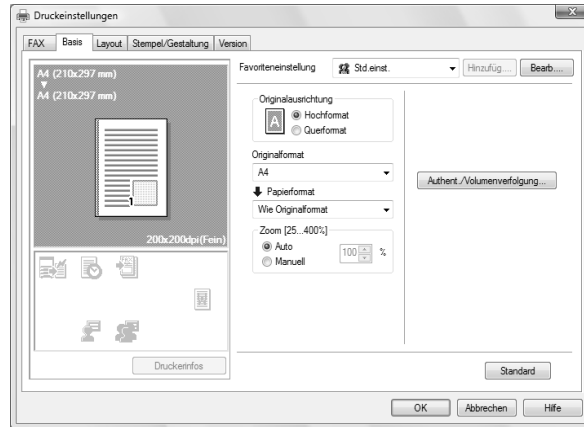 Druckeinstellungen
FAX Basis Layout Stempel/Gestaltung Version
A4 (210x297 mm)
A4 (210x297 mm)
1
200x200dpi(Fein)
Druckerinfos
Favoriteneinstellung Std.einst. Hinzufüg.... Bearb....
Originalausrichtung
A
Hochformat
Querformat
Originalformat
A4
Papierformat
Wie Originalformat
Zoom [25...400%]
Auto
Manuell
100 %
Authent./Volumenverfolgung...
Standard
OK Abbrechen Hilfe